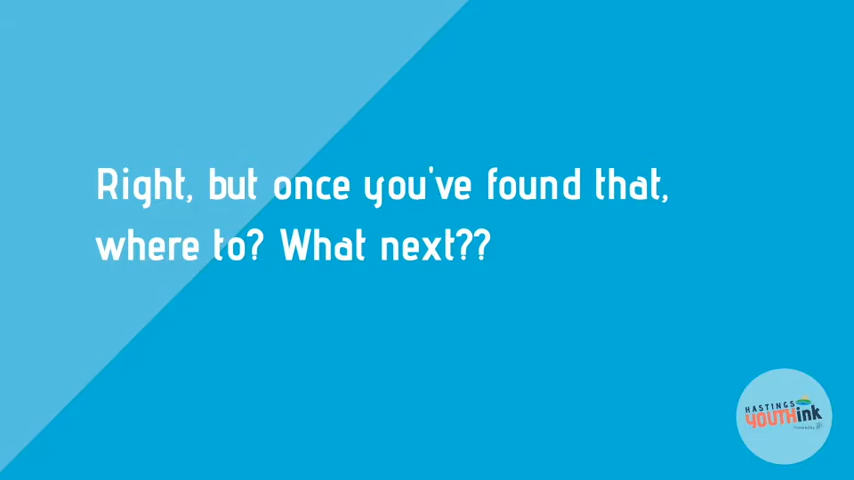 Right, but once you've found that,
where to? What next??
HASTINGS
YOUTHink